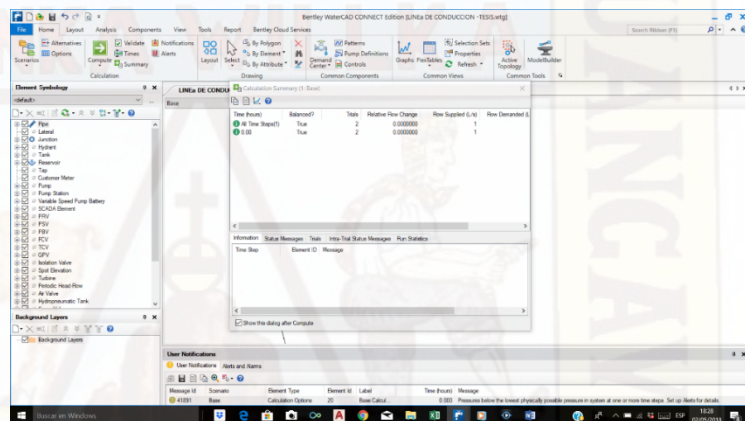 Bentley WaterCAD CONNECT Edition [LINEa DE CONDUCCION -TESIS.wtg]
File Home Layout Analysis Components View Tools Report Bentley Cloud Services
Scenarios Alternatives Options Compute Validate Times Summary Notifications Alerts
Layout Select By Polygon By Element By Attribute
Demand Center Patterns Pump Definitions Controls
Graphs FlexTables Selection Sets Properties Refresh
Active Topology ModelBuilder
Calculation Drawing Common Components Common Views Common Tools
Element Symbology
<default>
Pipe
Lateral
Junction
Hydrant
Tank
Reservoir
Tap
Customer Meter
Pump
Pump Station
Variable Speed Pump Battery
SCADA Element
PRV
PSV
PBV
FCV
TCV
GPV
Isolation Valve
Spot Elevation
Turbine
Periodic Head-Flow
Air Valve
Hydropneumatic Tank
Background Layers
Background Layers
LINEa DE CONDU
Base
Calculation Summary (1: Base)
Time (hours) Balanced? Trials Relative Flow Change Flow Supplied (L/s) Flow Demanded (L
All Time Steps(1) True 2 0.0000000 1
0.00 True 2 0.0000000 1
Information Status Messages Trials Intra-Trial Status Messages Run Statistics
Time Step Element ID Message
Show this dialog after Compute
User Notifications
User Notifications Alerts and Alarms
Message Id Scenario Element Type Element Id Label Time (hours) Message
41091 Base Calculation Options 20 Base Calcul... 0.000 Pressures below the lowest physically possible pressure in system at one or more time steps. Set up Alerts for details.
Buscar en Windows
ESP
18:28